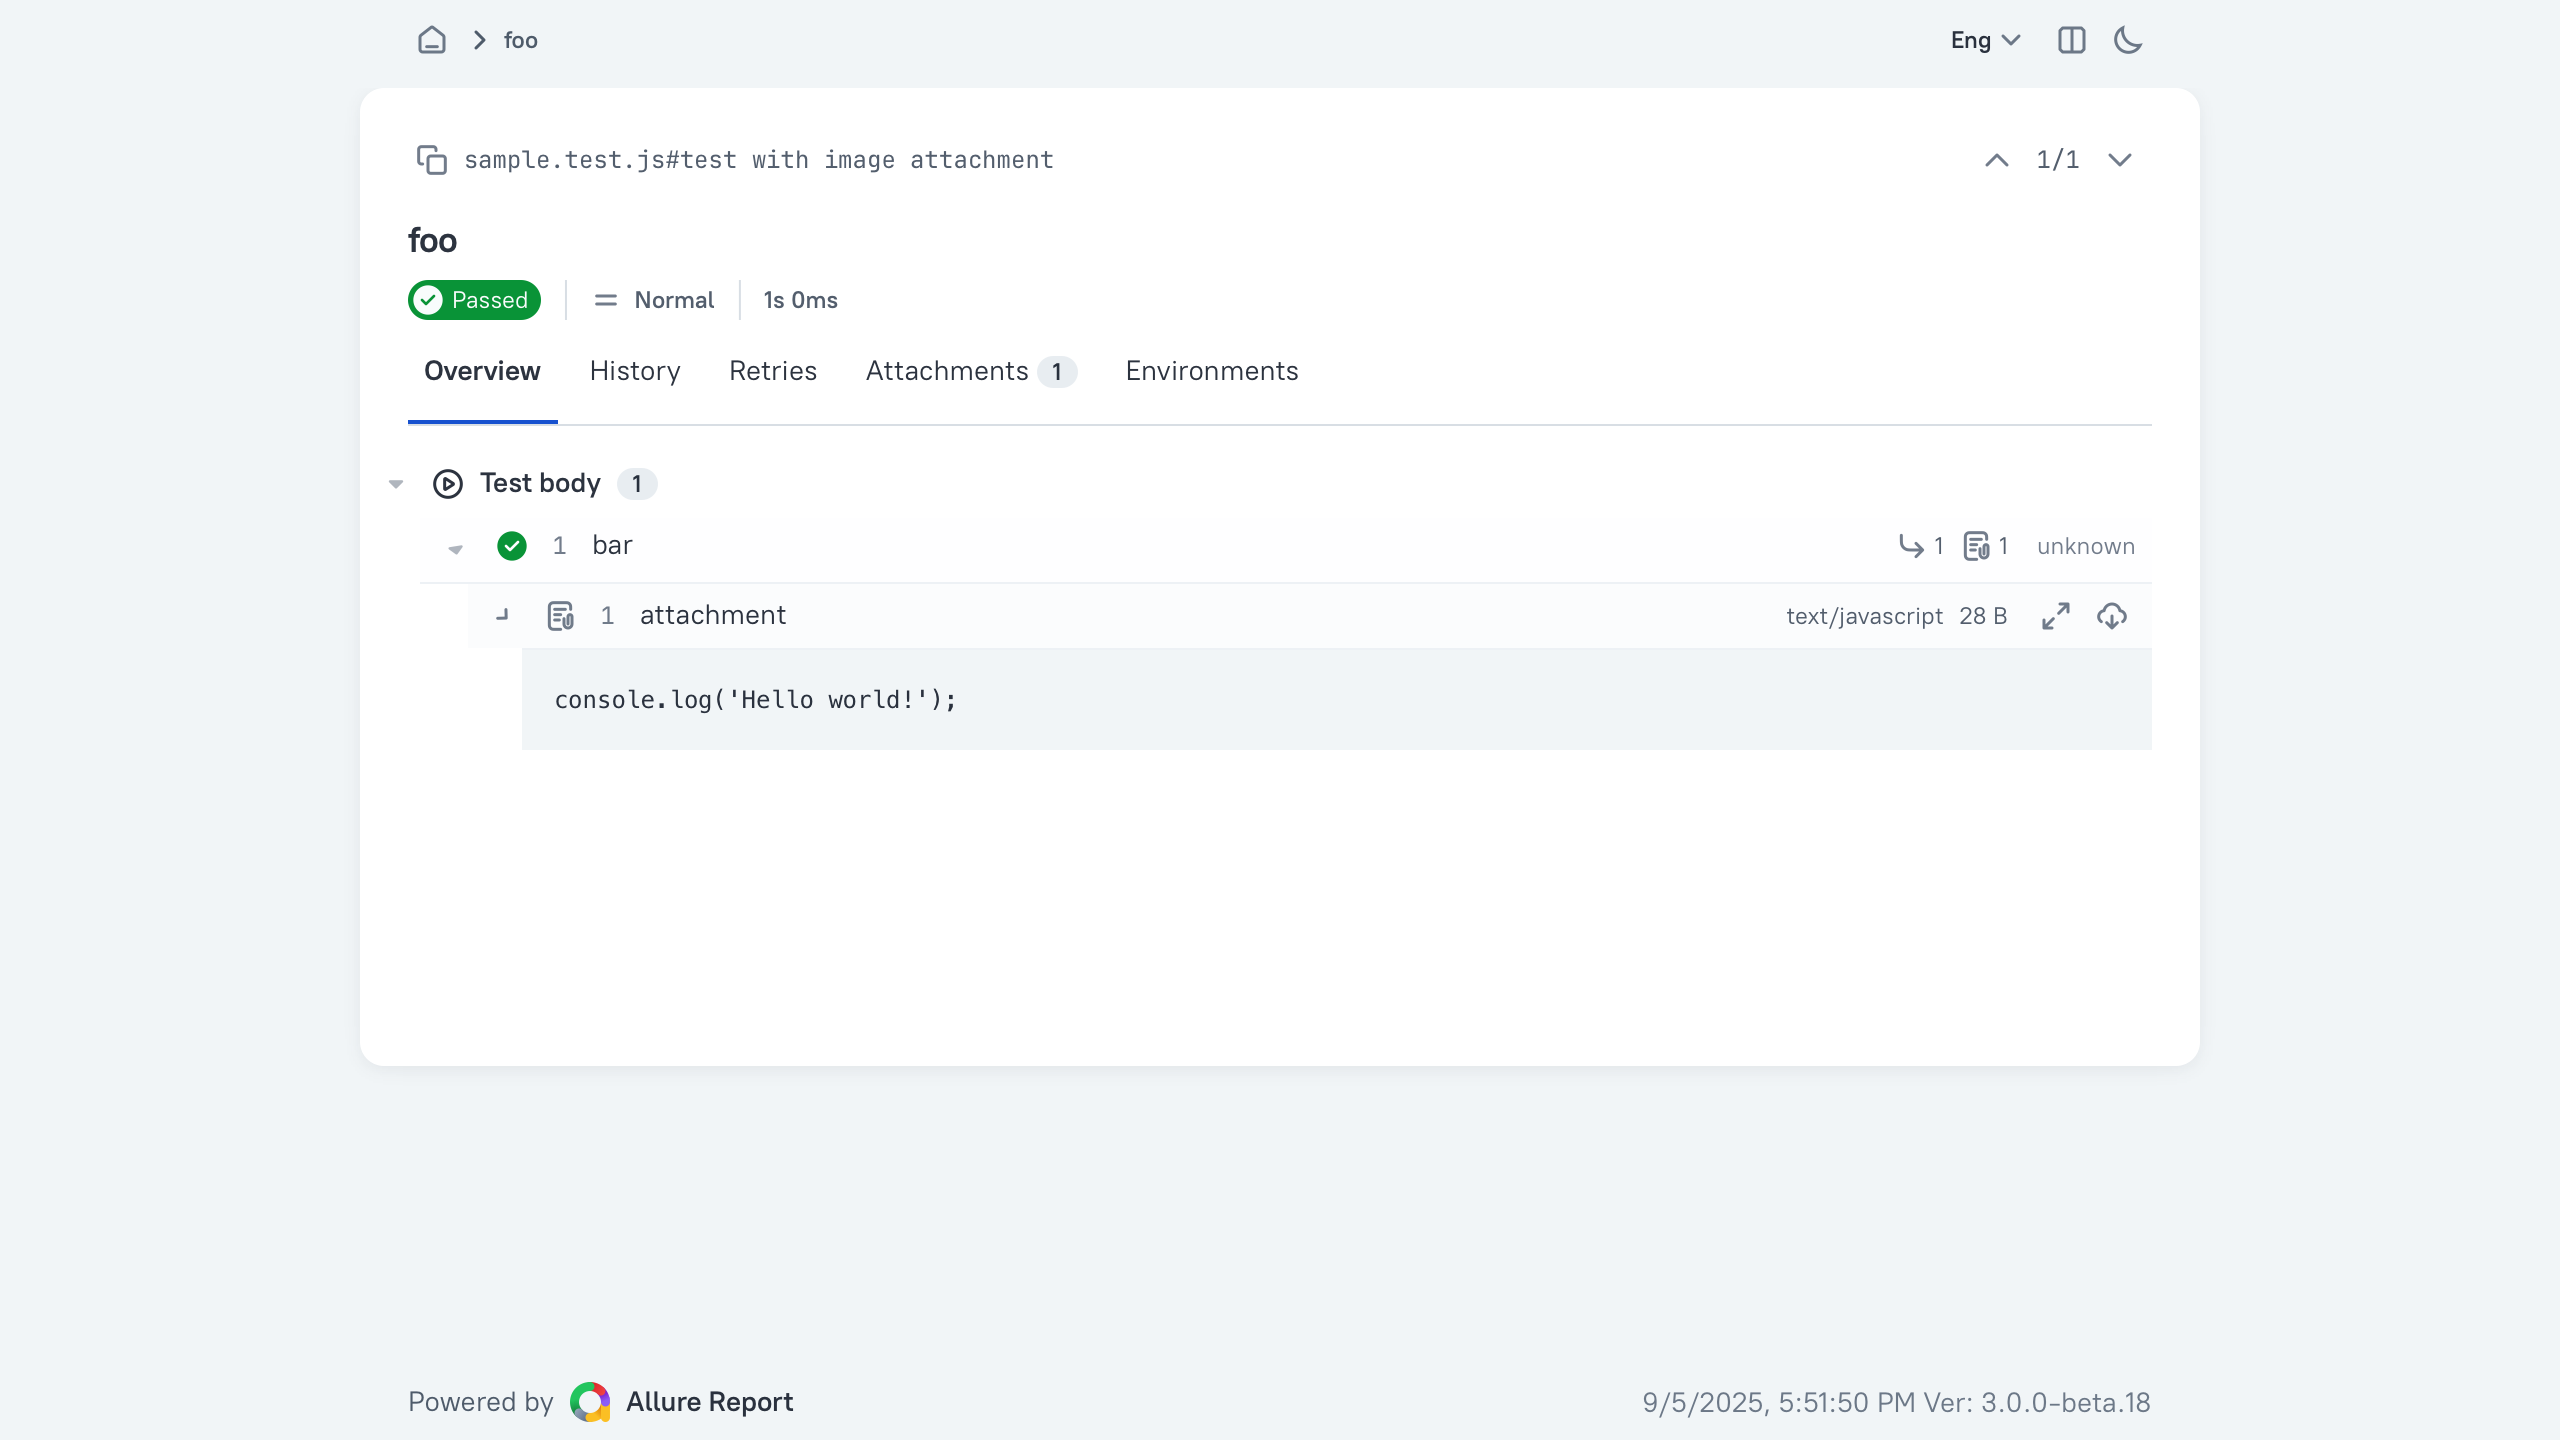 foo
Eng
sample.test.js#test with image attachment
1/1
foo
Passed
Normal
1s 0ms
Overview
History
Retries
Attachments 1
Environments
Test body 1
1 bar
1 1 unknown
1 attachment
text/javascript 28 B
console.log('Hello world!');
Powered by Allure Report
9/5/2025, 5:51:50 PM Ver: 3.0.0-beta.18